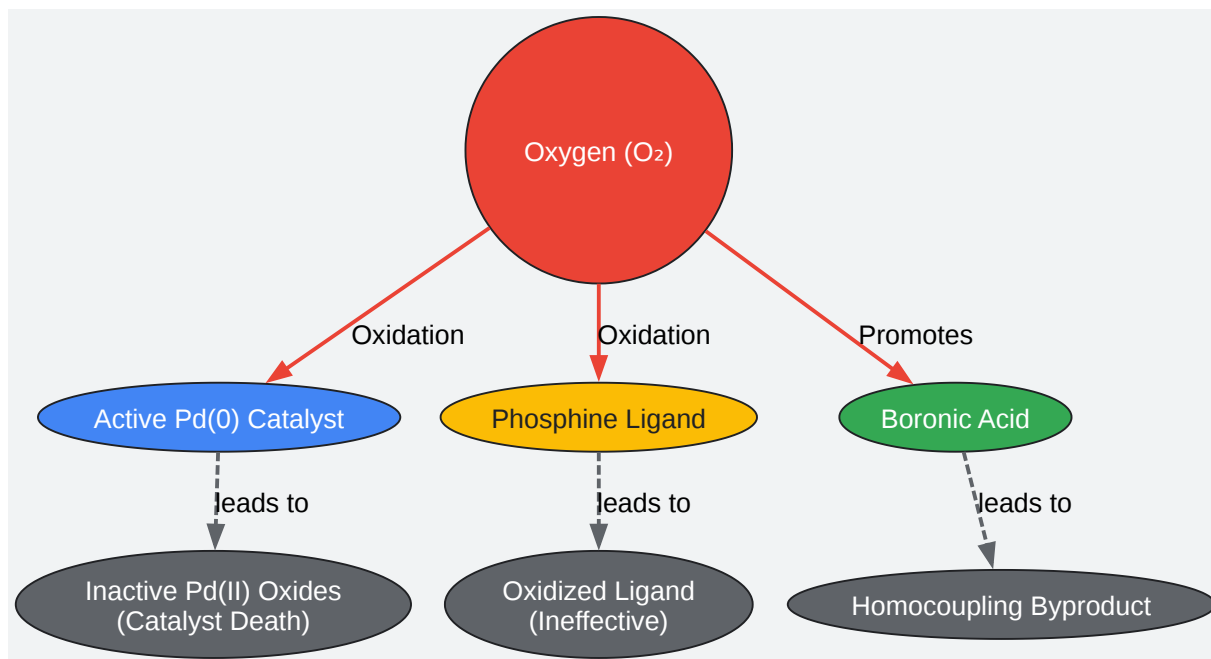 Oxygen (O₂)
Oxidation
Oxidation
Promotes
Active Pd(0) Catalyst
Phosphine Ligand
Boronic Acid
leads to
leads to
leads to
Inactive Pd(II) Oxides
(Catalyst Death)
Oxidized Ligand
(Ineffective)
Homocoupling Byproduct